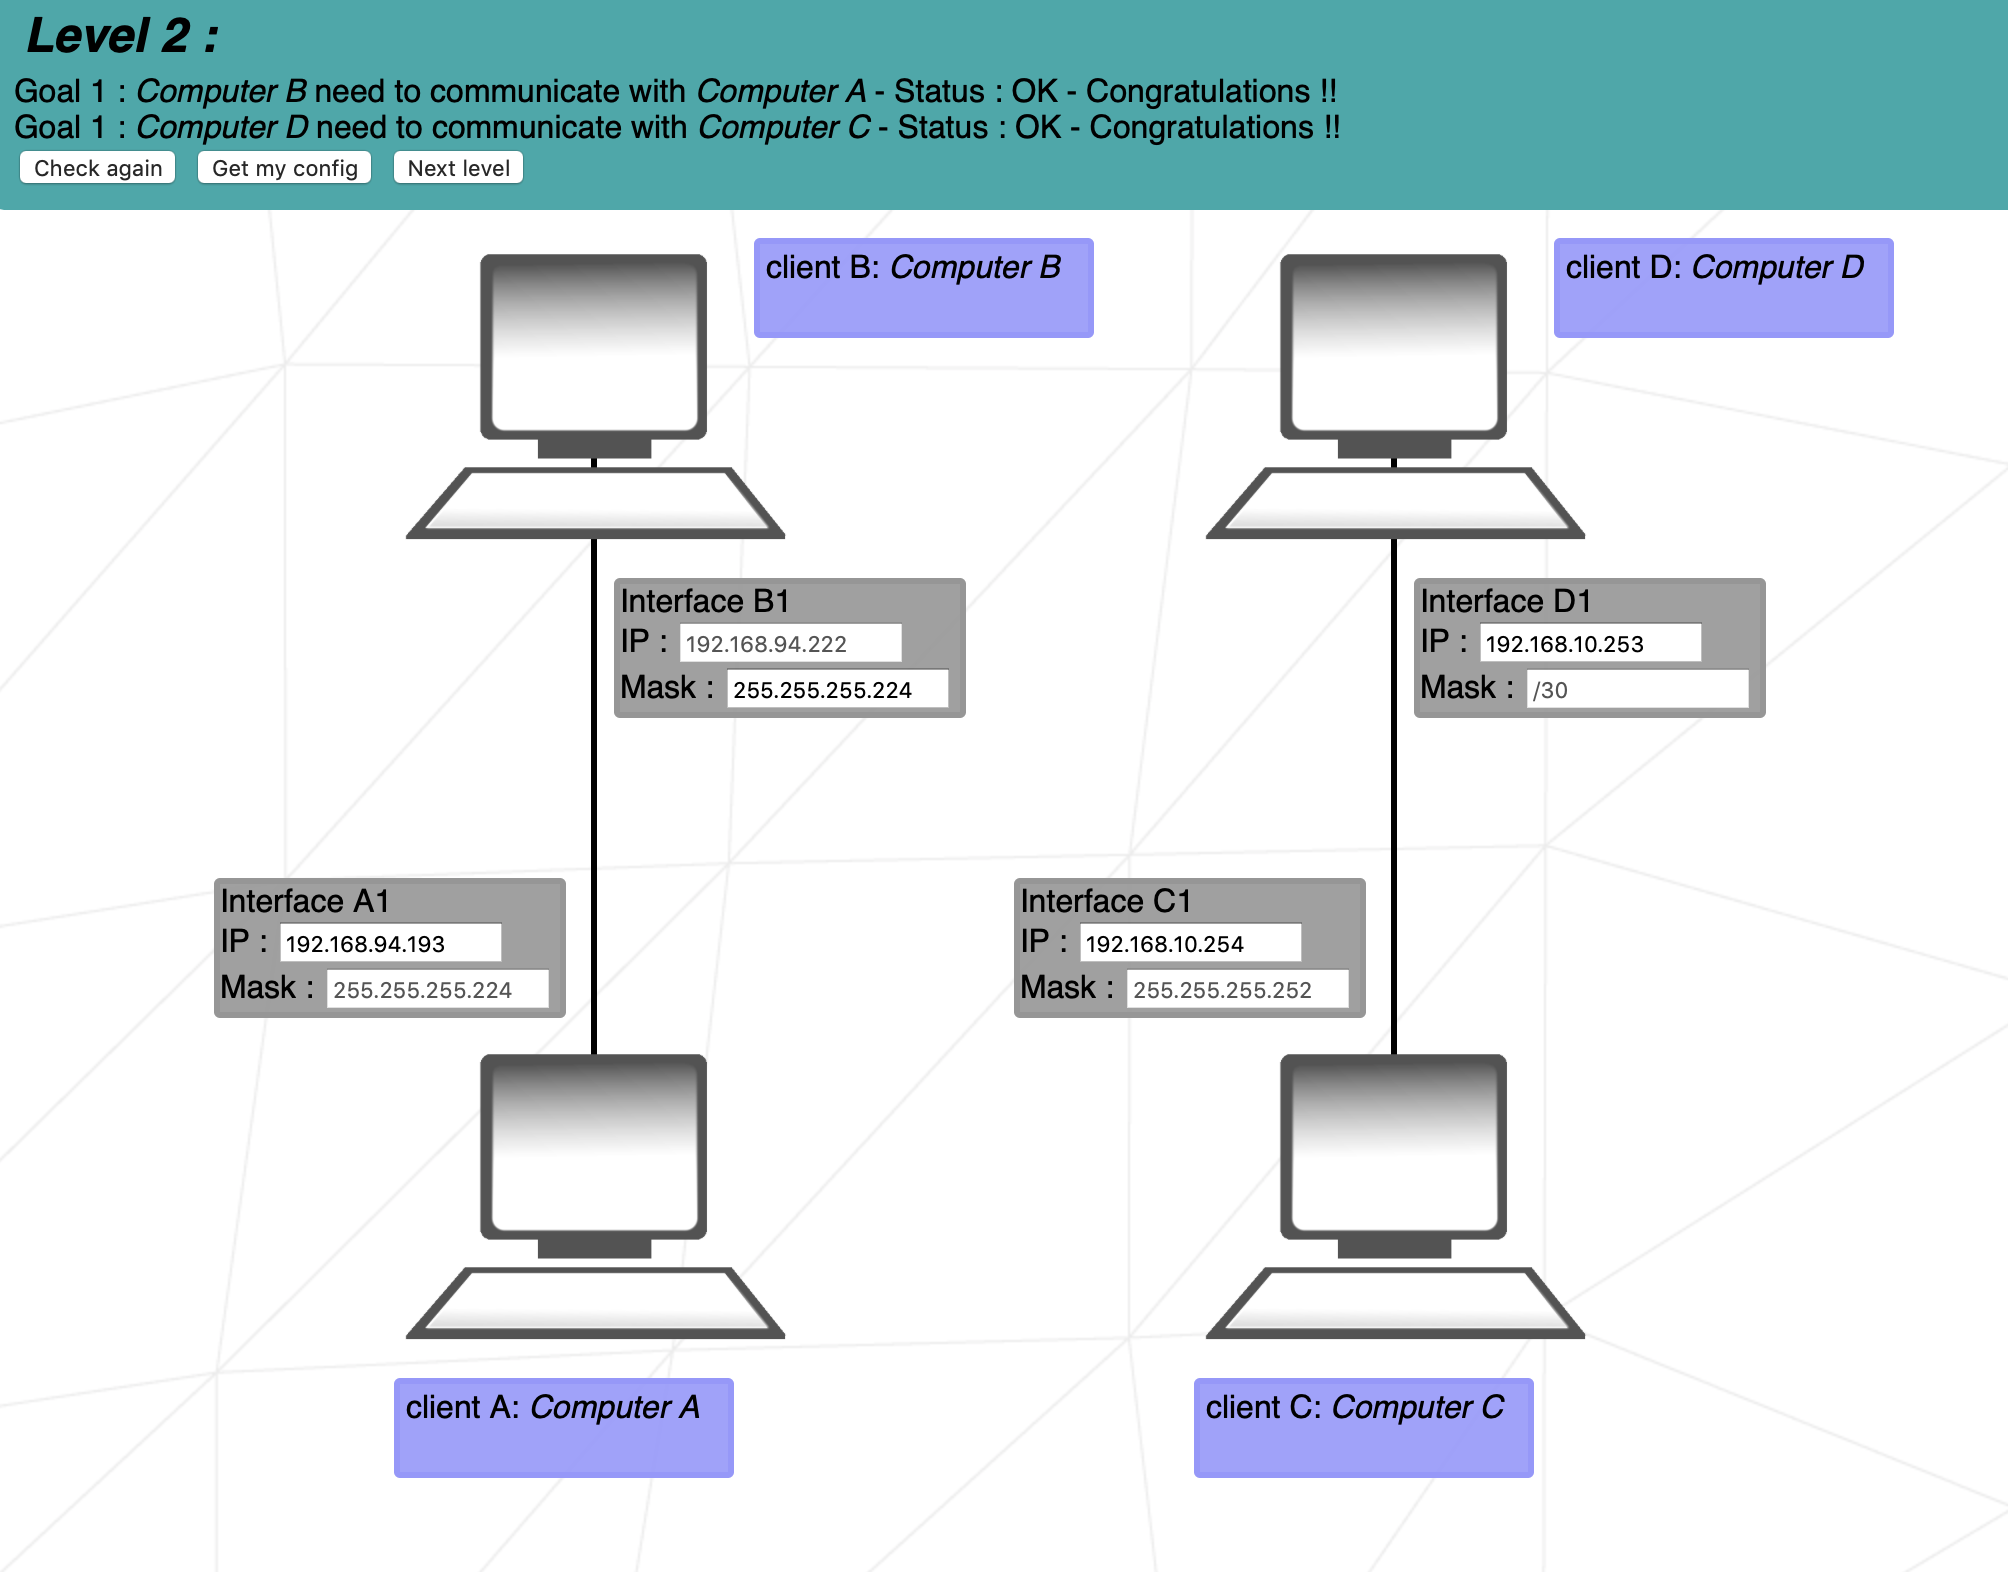 Level 2 :
Goal 1 : Computer B need to communicate with Computer A - Status : OK - Congratulations !!
Goal 1 : Computer D need to communicate with Computer C - Status : OK - Congratulations !!
Check again Get my config Next level
client B: Computer B
client D: Computer D
Interface B1
IP : 192.168.94.222
Mask : 255.255.255.224
Interface D1
IP : 192.168.10.253
Mask : /30
Interface A1
IP : 192.168.94.193
Mask : 255.255.255.224
Interface C1
IP : 192.168.10.254
Mask : 255.255.255.252
client A: Computer A
client C: Computer C